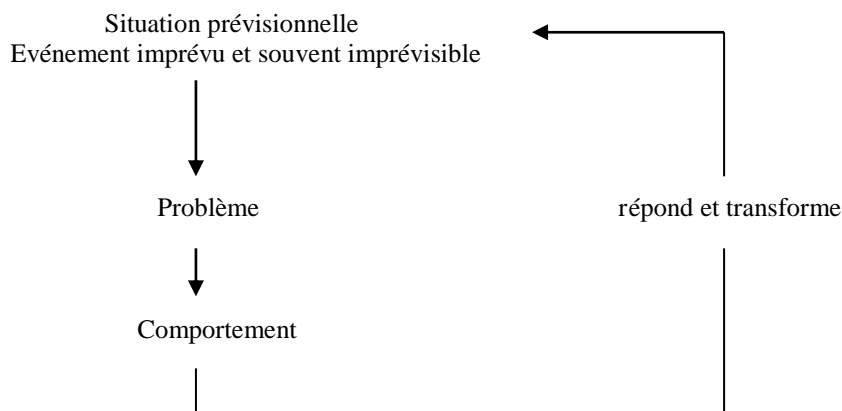 Situation prévisionnelle
Evénement imprévu et souvent imprévisible
Problème
répond et transforme
Comportement